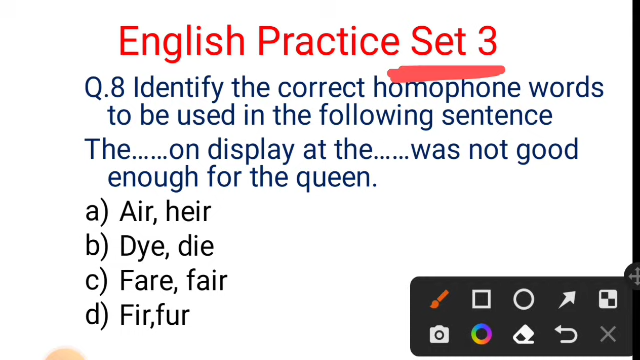 English Practice Set 3
Q.8 Identify the correct homophone words
to be used in the following sentence
The......on display at the......was not good
enough for the queen.
a) Air, heir
b) Dye, die
c) Fare, fair
d) Fir,fur